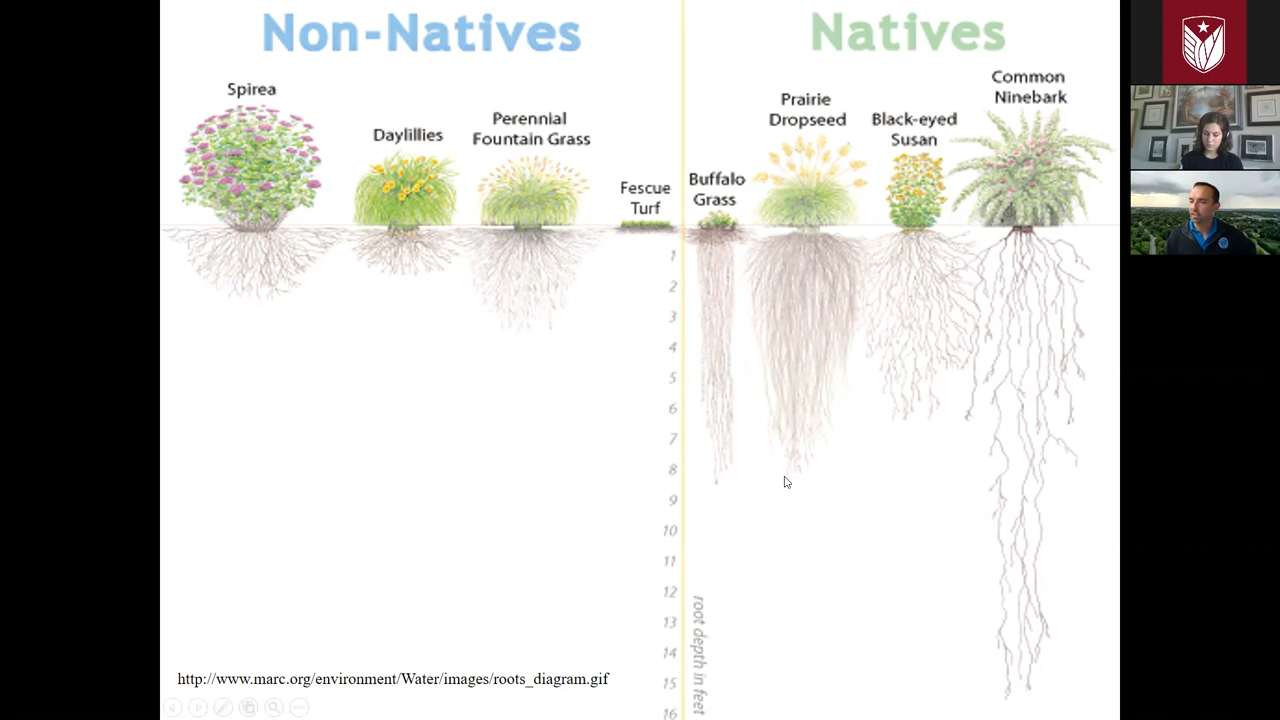 Non-Natives
Natives
Spirea
Daylillies
Perennial
Fountain Grass
Fescue
Turf
Buffalo
Grass
Prairie
Dropseed
Black-eyed
Susan
Common
Ninebark
1
2
3
4
5
6
7
8
9
10
11
12
13
14
15
16
root depth in feet
http://www.marc.org/environment/Water/images/roots_diagram.gif